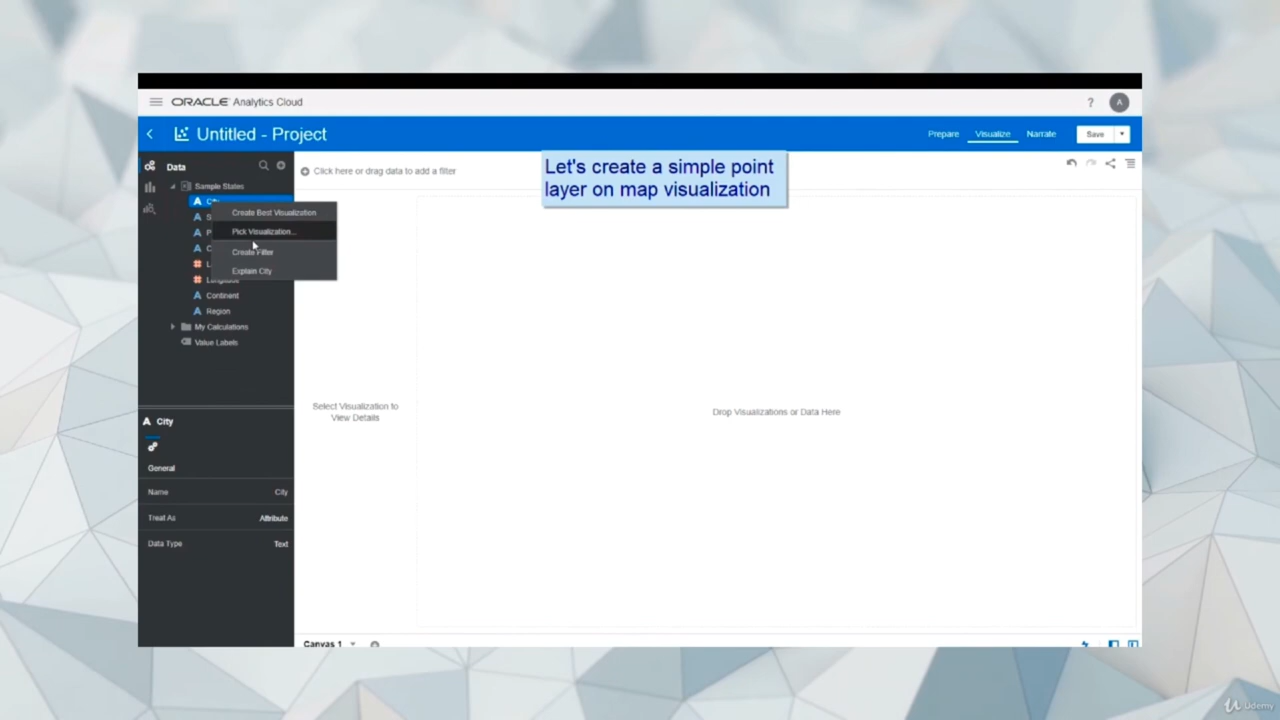 ORACLE Analytics Cloud
?
A
Untitled - Project
Prepare
Visualize
Narrate
Save
Data
Click here or drag data to add a filter
Let's create a simple point
layer on map visualization
Sample States
A
Create Best Visualization
A S
Pick Visualization...
A P
A C
Create Filter
# L
Explain City
#
A Continent
A Region
My Calculations
Value Labels
Select Visualization to
View Details
Drop Visualizations or Data Here
A City
General
Name City
Treat As Attribute
Data Type Text
Canvas 1
Udemy